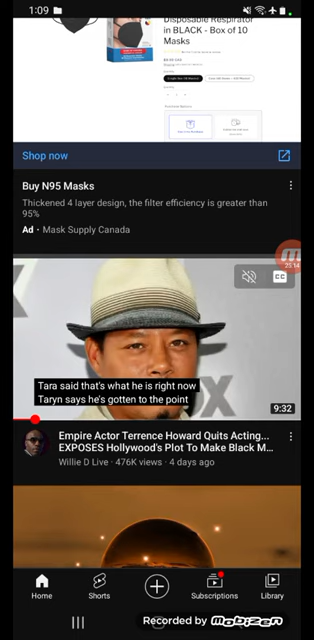 1:09
Disposable Respirator
in BLACK - Box of 10
Masks
Shop now
Buy N95 Masks
Thickened 4 layer design, the filter efficiency is greater than
95%
Ad • Mask Supply Canada
25:14
CC
Tara said that's what he is right now
Taryn says he's gotten to the point
9:32
Empire Actor Terrence Howard Quits Acting...
EXPOSES Hollywood's Plot To Make Black M...
Willie D Live · 476K views · 4 days ago
Home
Shorts
Subscriptions
Library
Recorded by Mobizen